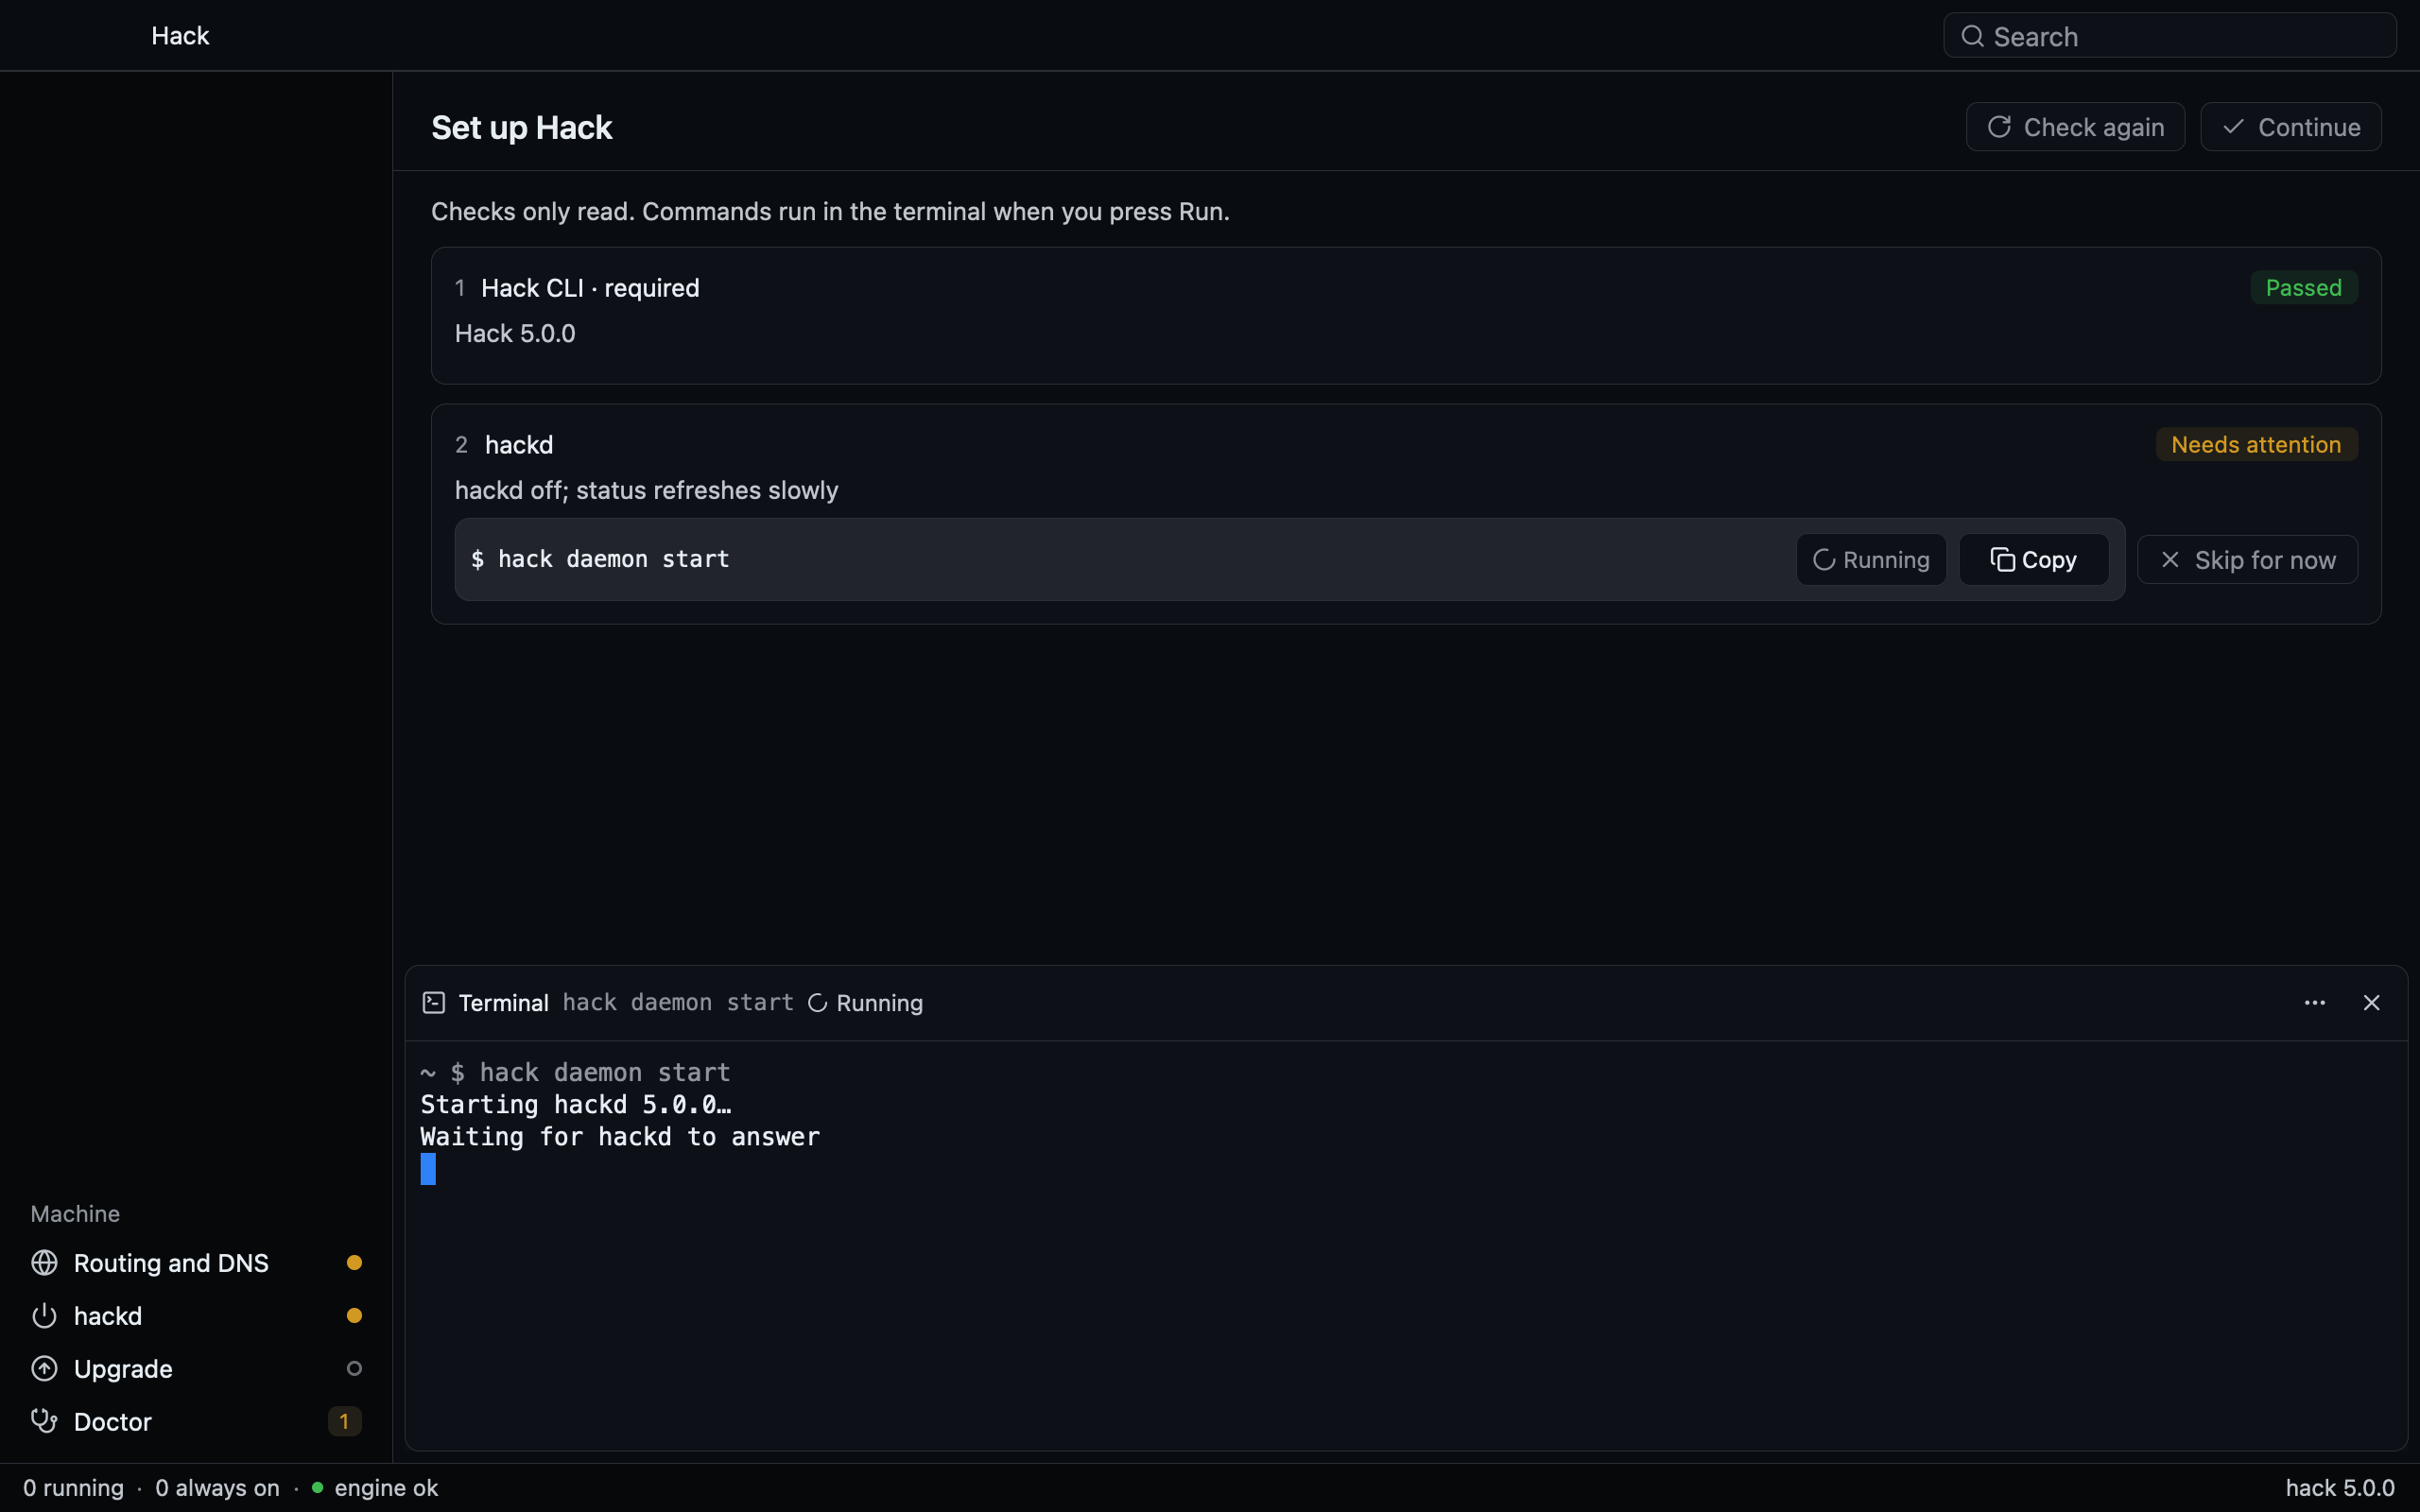 Hack
Search
Set up Hack
Check again
Continue
Checks only read. Commands run in the terminal when you press Run.
1 Hack CLI · required
Passed
Hack 5.0.0
2 hackd
Needs attention
hackd off; status refreshes slowly
$ hack daemon start
Running
Copy
Skip for now
Terminal hack daemon start Running
~ $ hack daemon start
Starting hackd 5.0.0…
Waiting for hackd to answer
Machine
Routing and DNS
hackd
Upgrade
Doctor 1
0 running · 0 always on · engine ok
hack 5.0.0